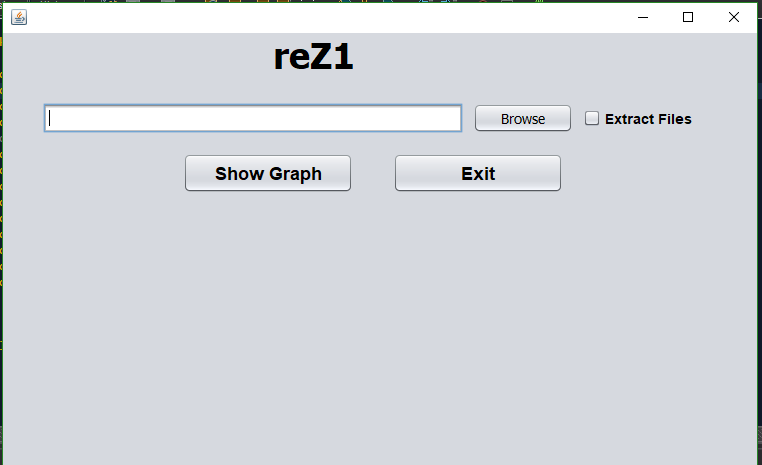 reZ1
Browse
Extract Files
Show Graph
Exit